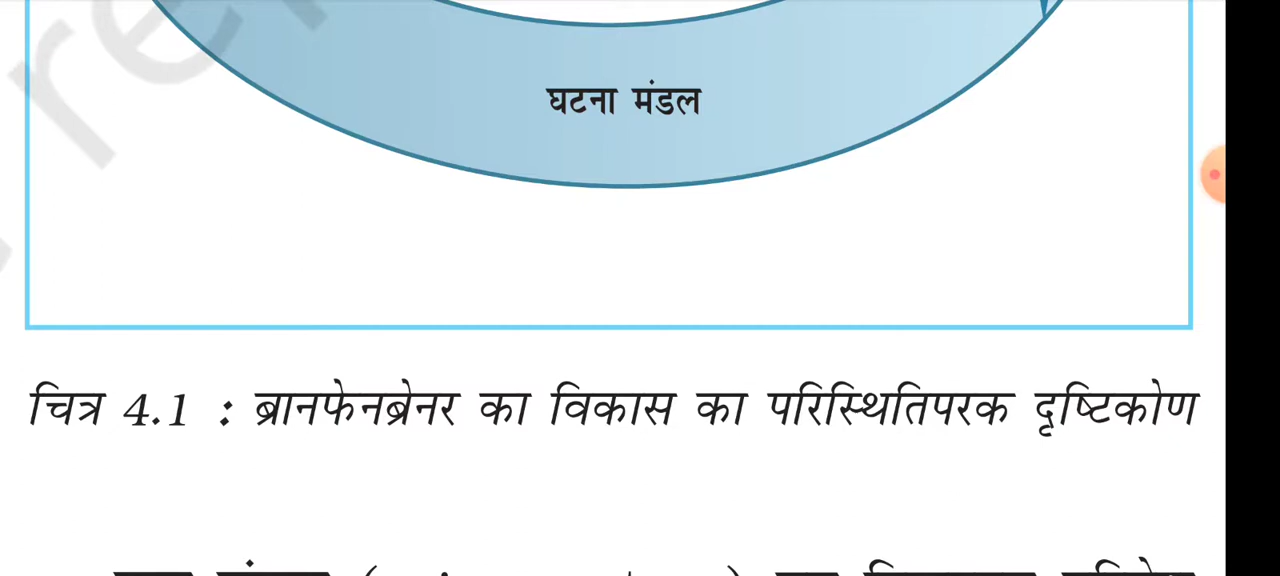 घटना मंडल
चित्र 4.1 : ब्रानफेनब्रेनर का विकास का परिस्थितिपरक दृष्टिकोण